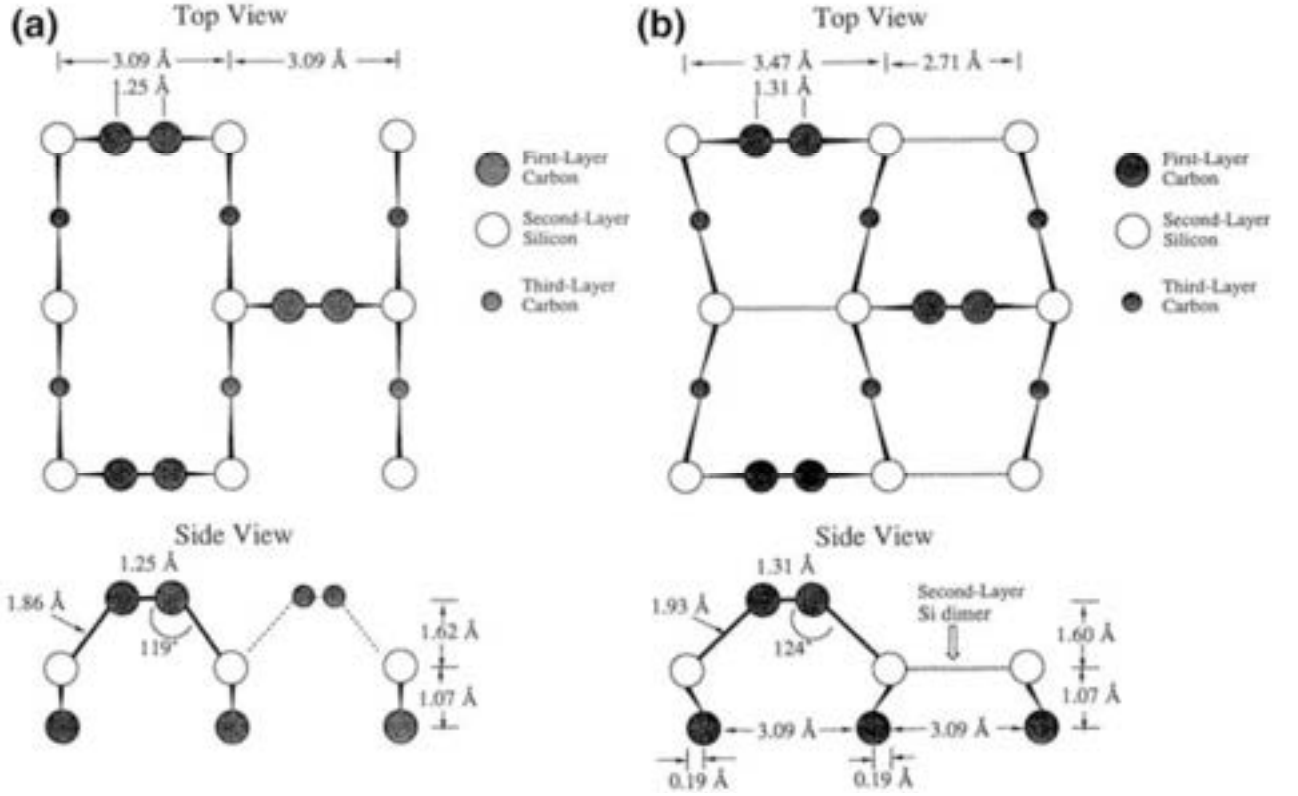 (a)
Top View
3.09 Å
3.09 Å
1.25 Å
First-Layer
Carbon
Second-Layer
Silicon
Third-Layer
Carbon
Side View
1.25 Å
1.86 Å
119°
1.62 Å
1.07 Å
(b)
Top View
3.47 Å
2.71 Å
1.31 Å
First-Layer
Carbon
Second-Layer
Silicon
Third-Layer
Carbon
Side View
1.31 Å
1.93 Å
124°
Second-Layer
Si dimer
1.60 Å
1.07 Å
3.09 Å
3.09 Å
0.19 Å
0.19 Å